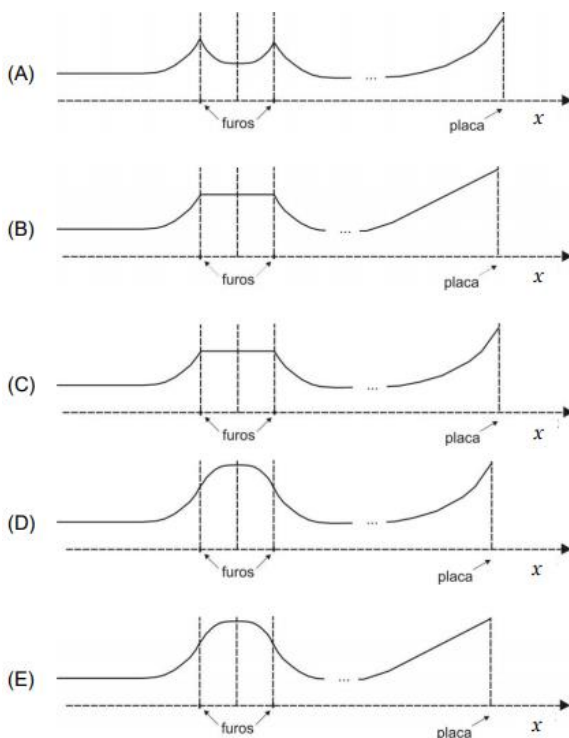 (A)
furos
placa
x
(B)
furos
placa
x
(C)
furos
placa
x
(D)
furos
placa
x
(E)
furos
placa
x